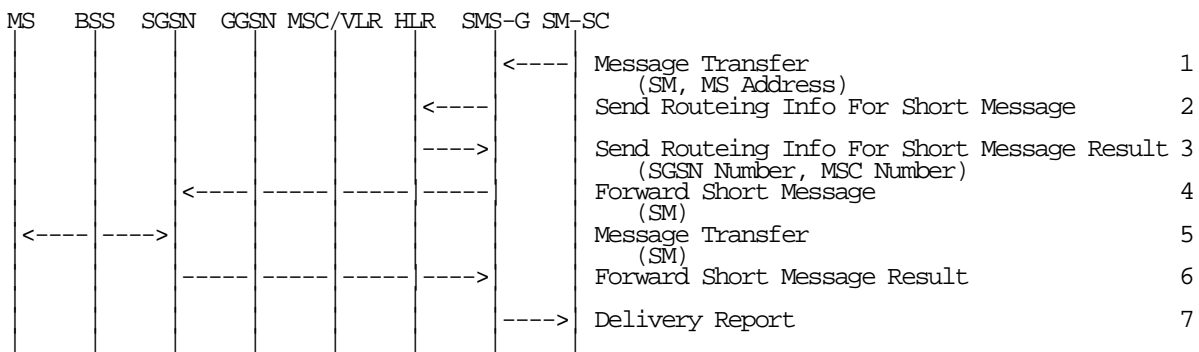 MS BSS SGSN GGSN MSC/VLR HLR SMS-G SM-SC
Message Transfer 1
(SM, MS Address)
Send Routeing Info For Short Message 2
Send Routeing Info For Short Message Result 3
(SGSN Number, MSC Number)
Forward Short Message 4
(SM)
Message Transfer 5
(SM)
Forward Short Message Result 6
Delivery Report 7